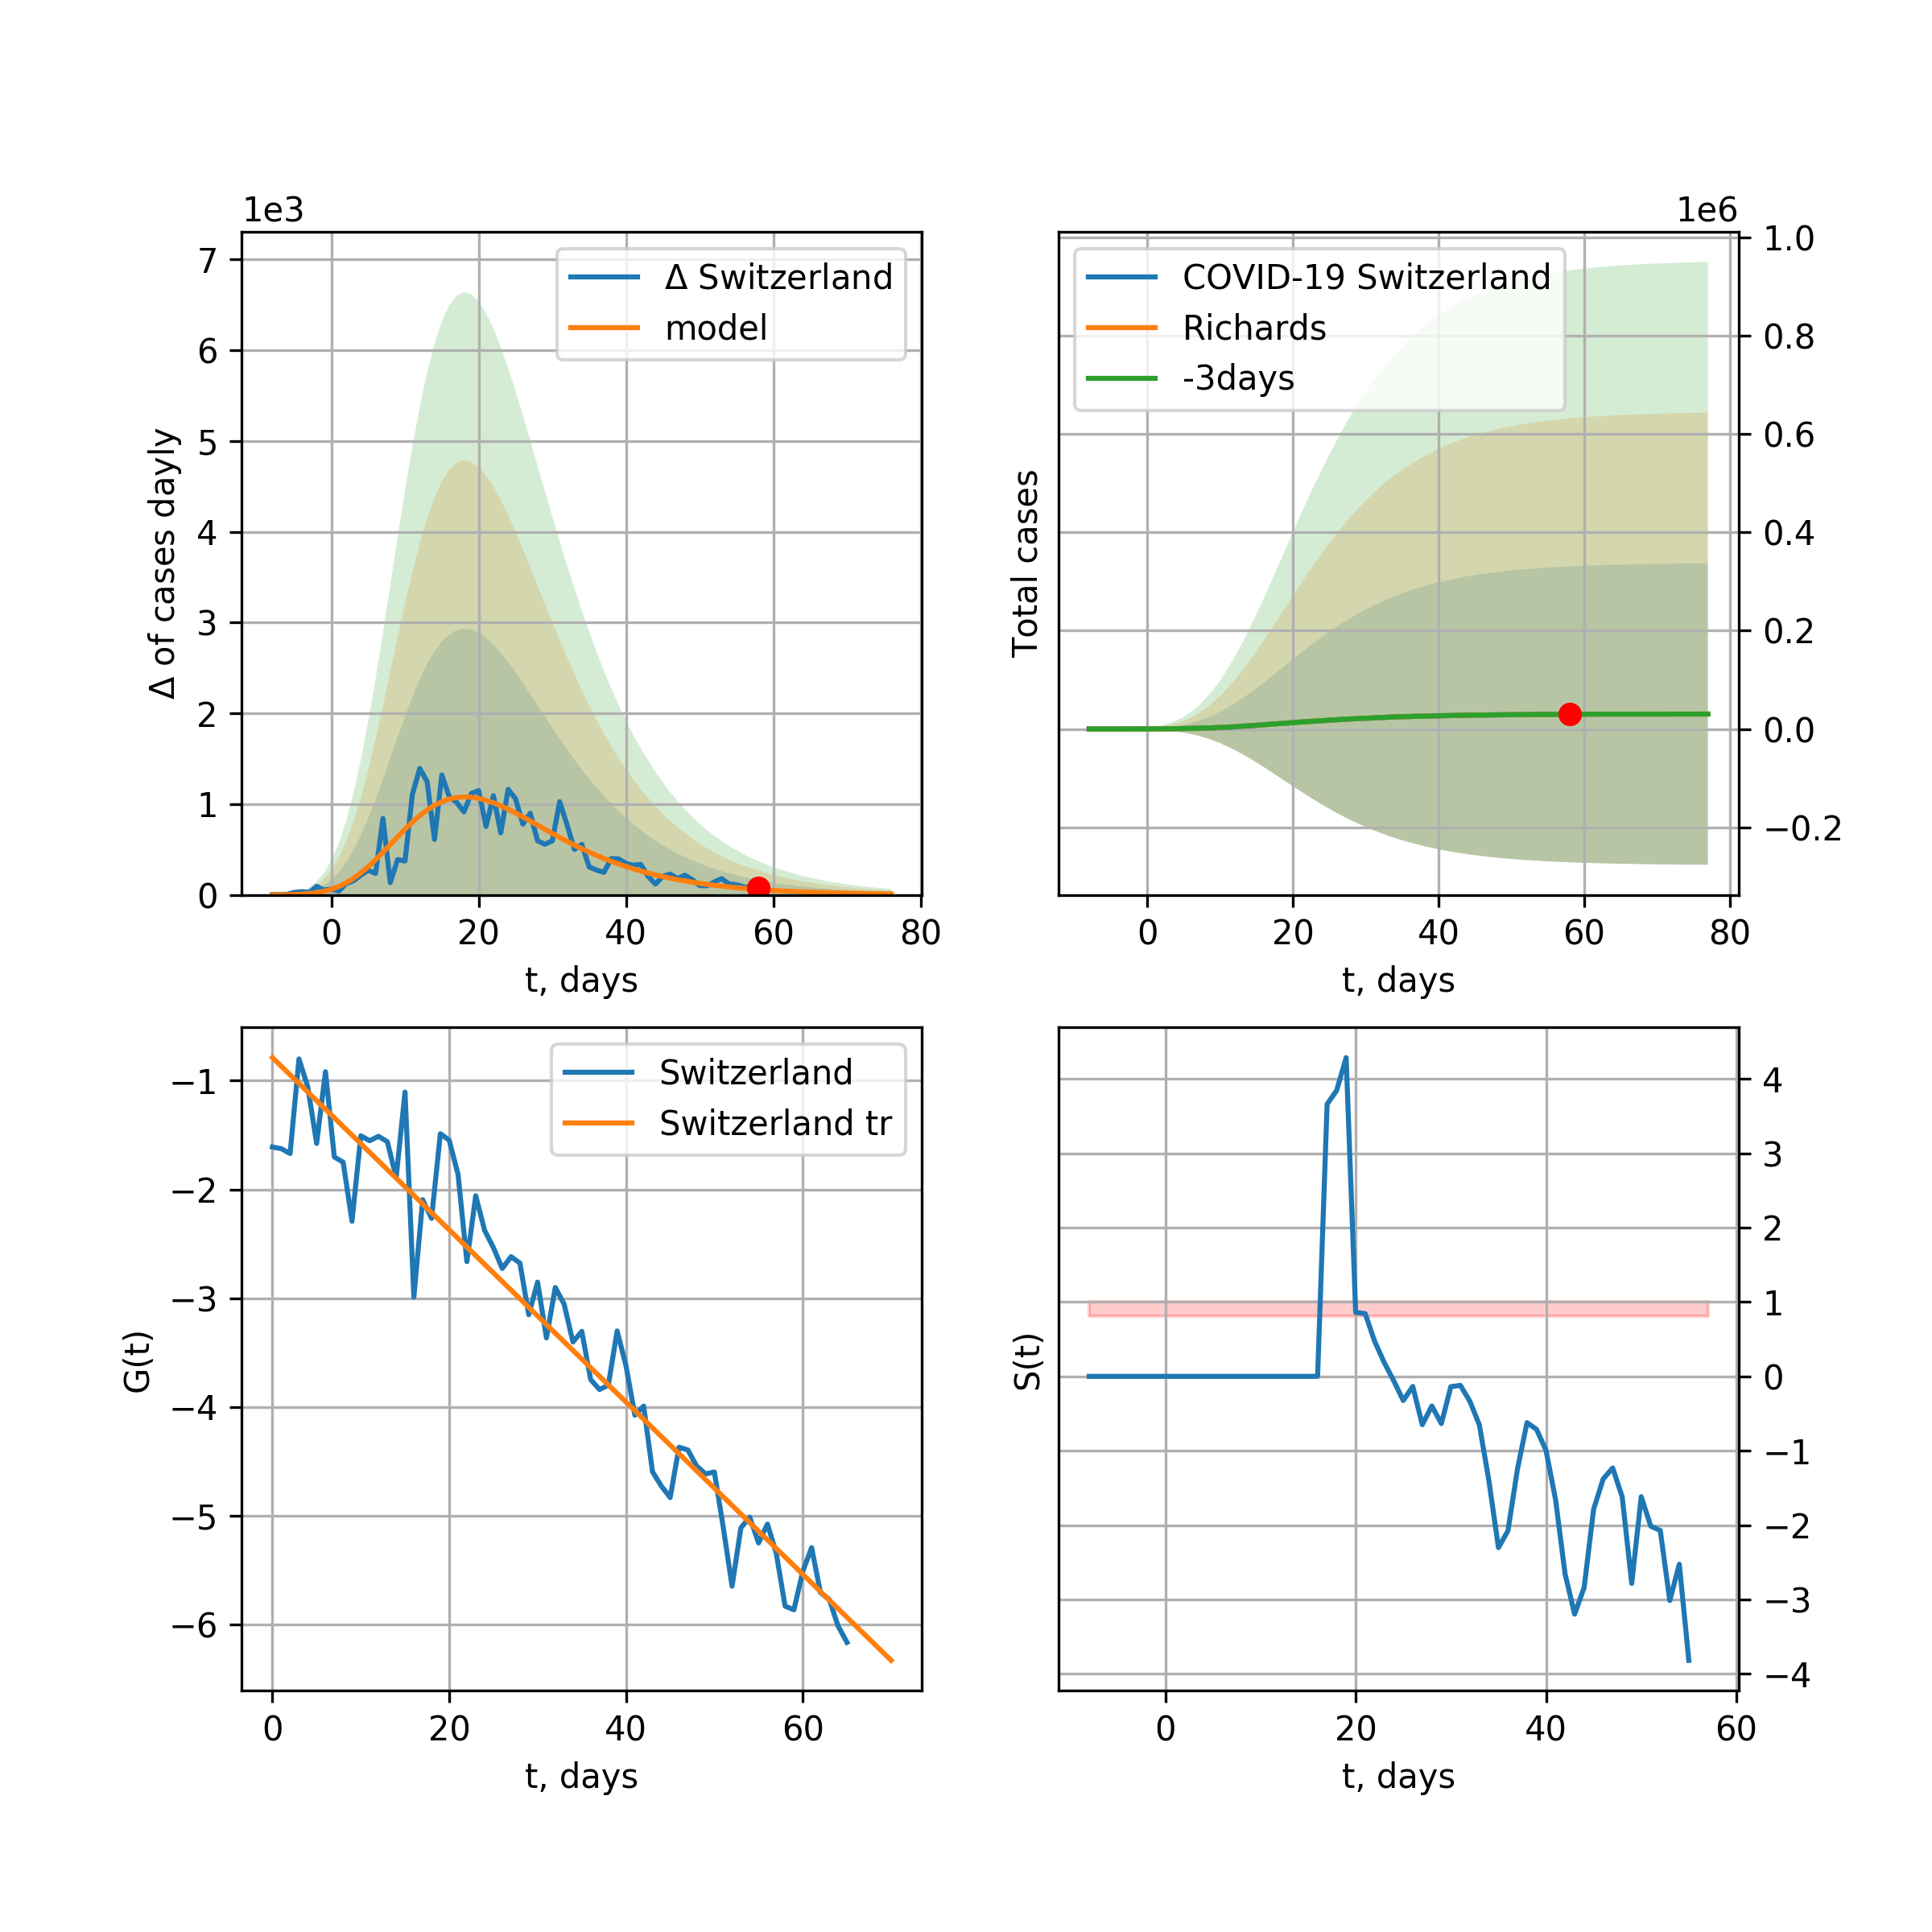 1e3
7
6
5
4
3
2
1
0
Δ of cases dayly
Δ Switzerland
model
0 20 40 60 80
t, days
1e6
1.0
0.8
0.6
0.4
0.2
0.0
−0.2
Total cases
COVID-19 Switzerland
Richards
-3days
0 20 40 60 80
t, days
−1
−2
−3
−4
−5
−6
G(t)
Switzerland
Switzerland tr
0 20 40 60
t, days
4
3
2
1
0
−1
−2
−3
−4
S(t)
0 20 40 60
t, days